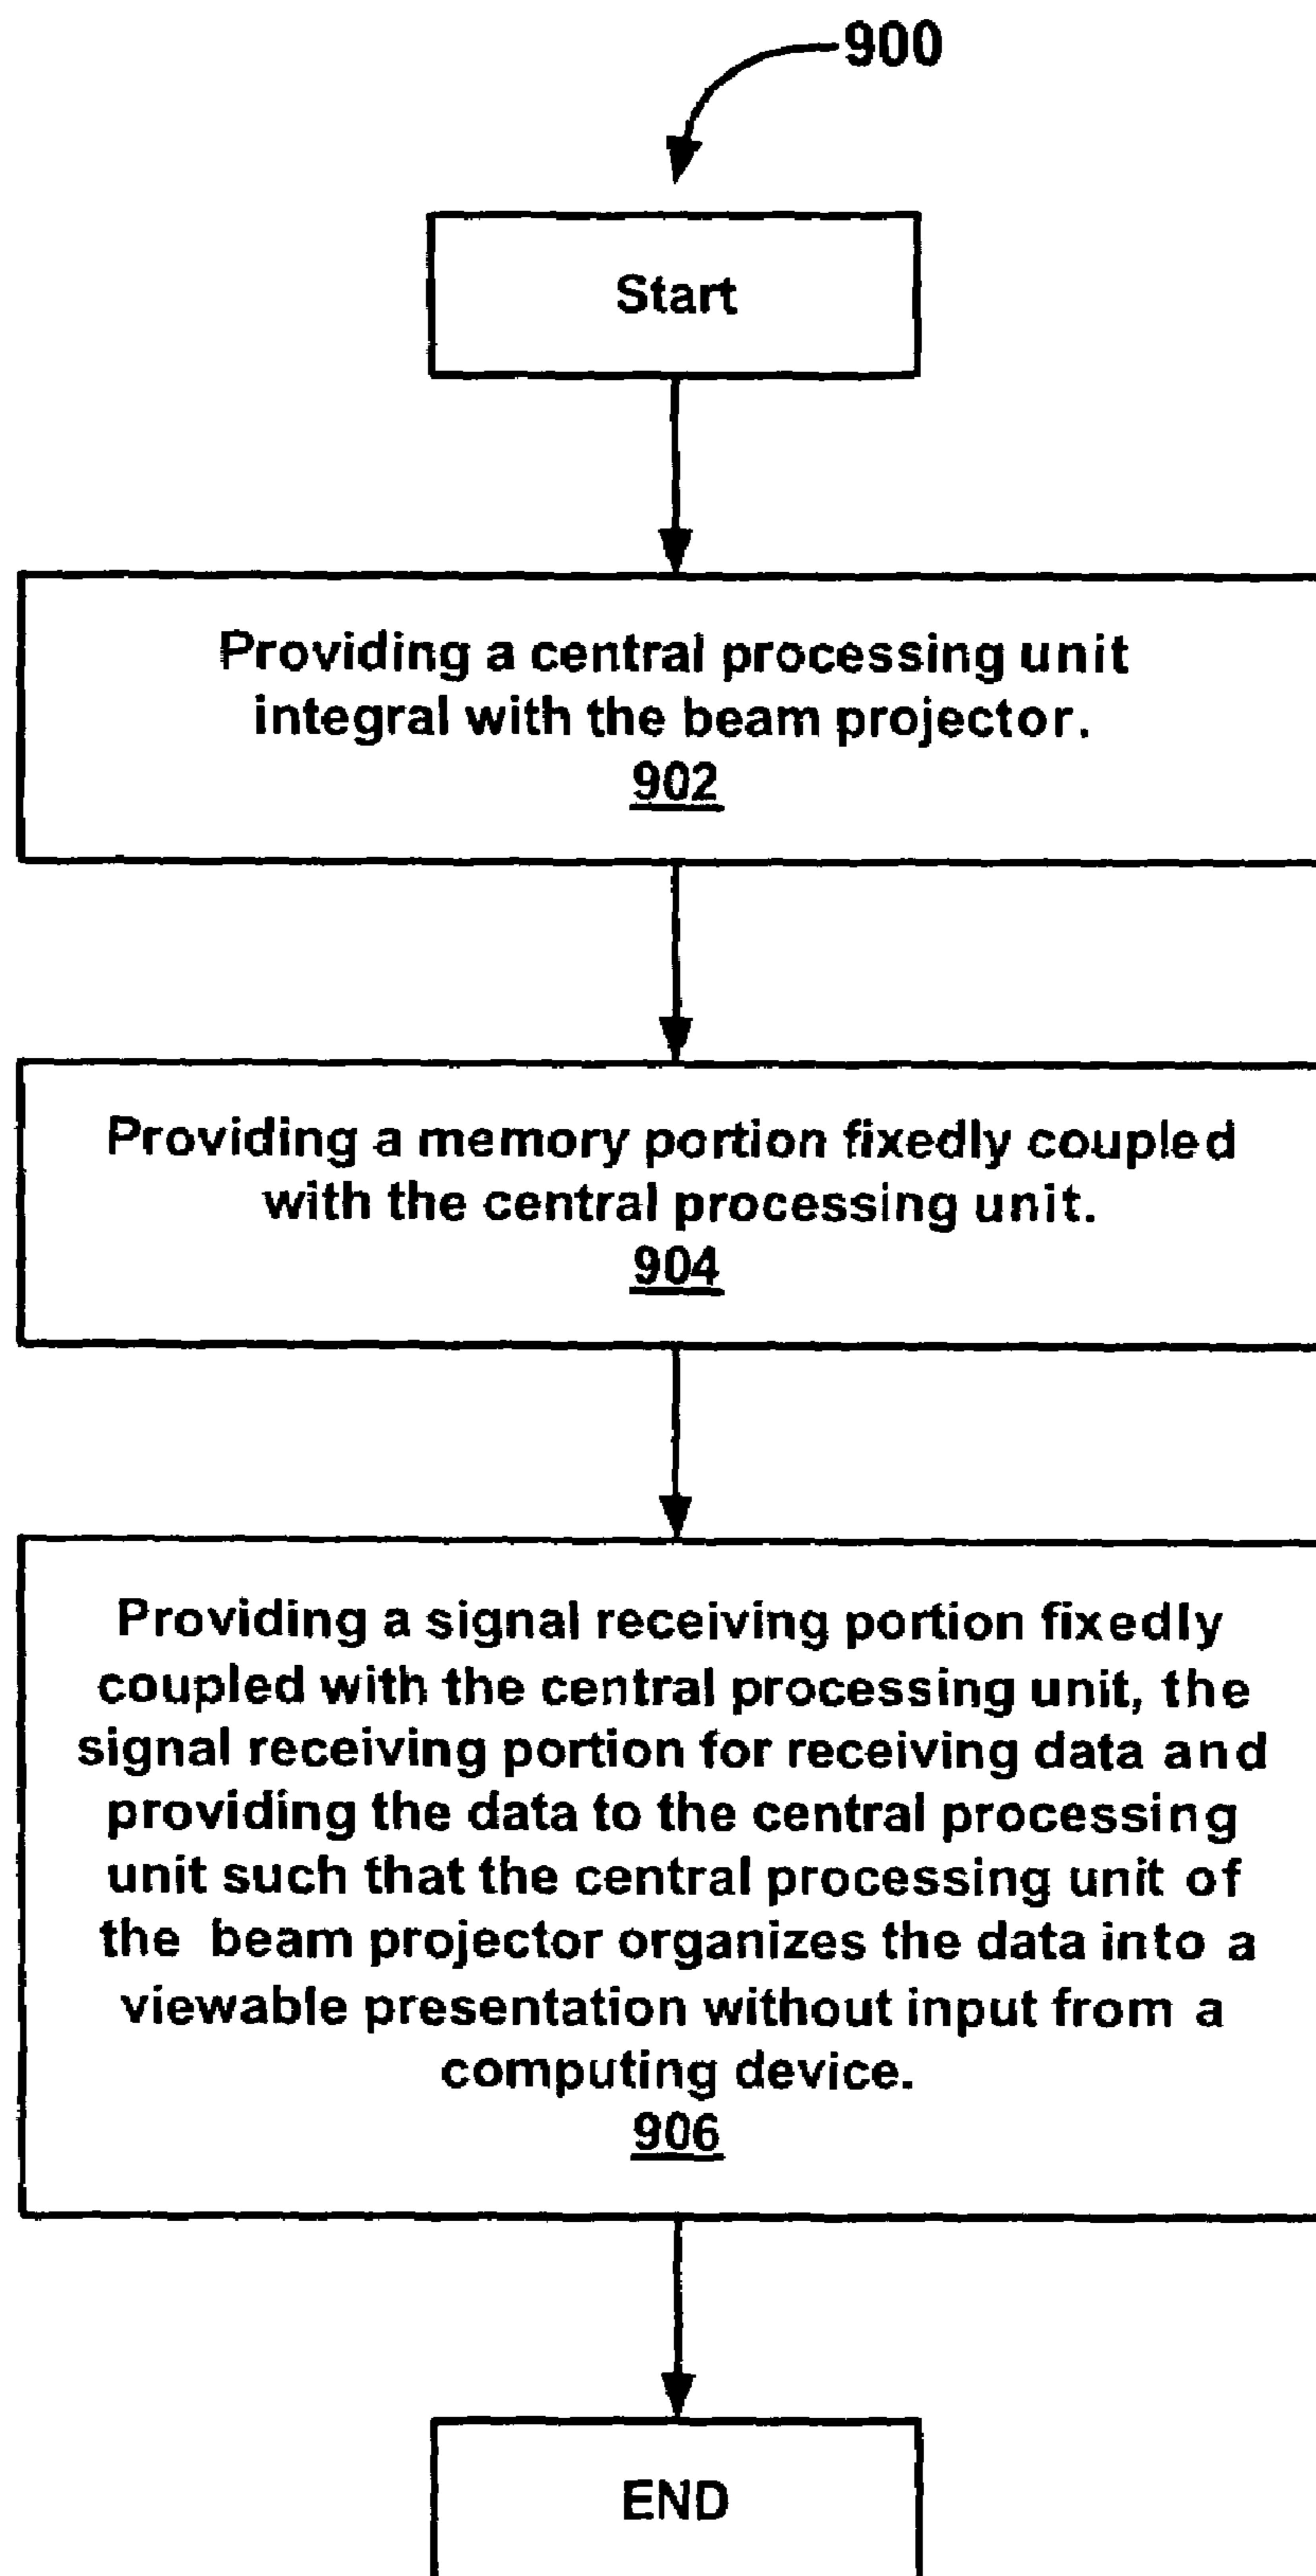 900
Start
Providing a central processing unit
integral with the beam projector.
902
Providing a memory portion fixedly coupled
with the central processing unit.
904
Providing a signal receiving portion fixedly
coupled with the central processing unit, the
signal receiving portion for receiving data and
providing the data to the central processing
unit such that the central processing unit of
the beam projector organizes the data into a
viewable presentation without input from a
computing device.
906
END